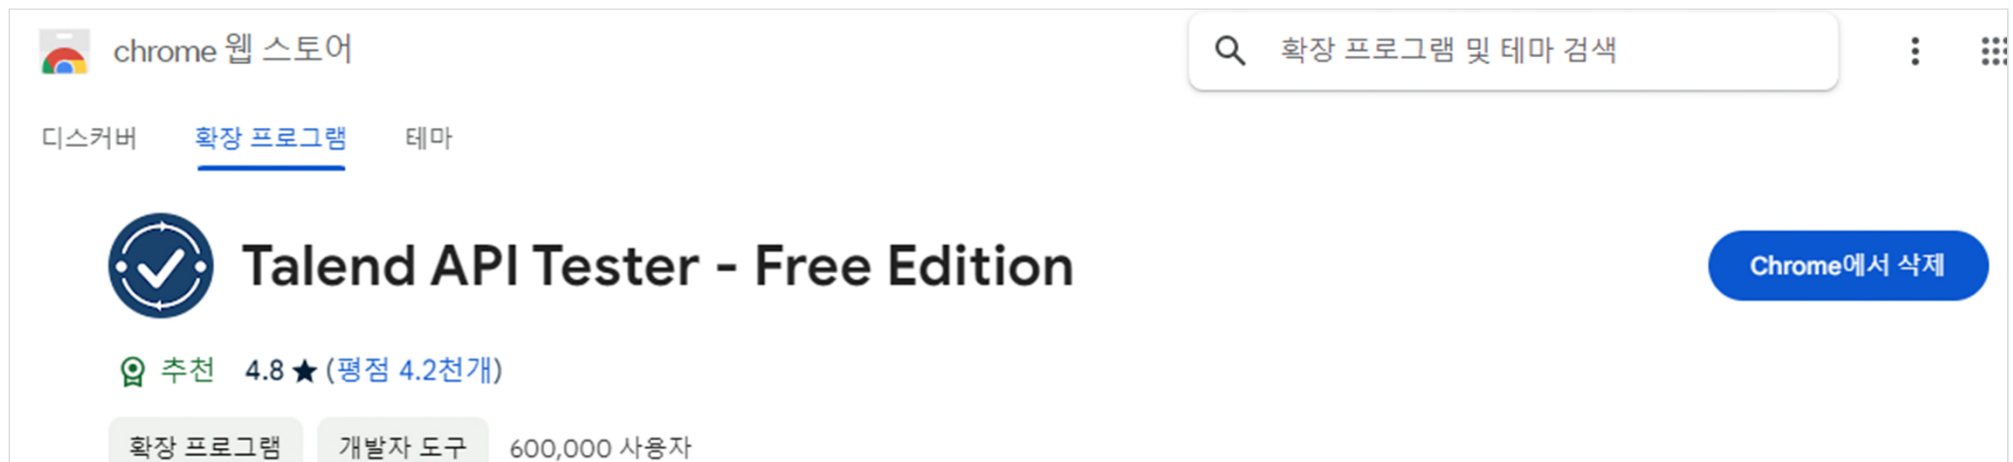 chrome 웹 스토어
확장 프로그램 및 테마 검색
디스커버 확장 프로그램 테마
Talend API Tester - Free Edition
Chrome에서 삭제
추천 4.8★(평점 4.2천개)
확장 프로그램 개발자 도구 600,000 사용자